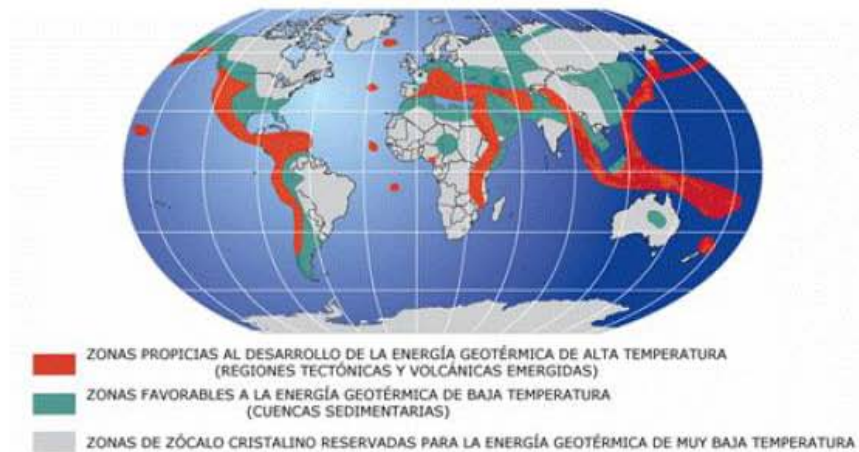 ZONAS PROPICIAS AL DESARROLLO DE LA ENERGÍA GEOTÉRMICA DE ALTA TEMPERATURA
(REGIONES TECTÓNICAS Y VOLCÁNICAS EMERGIDAS)
ZONAS FAVORABLES A LA ENERGÍA GEOTÉRMICA DE BAJA TEMPERATURA
(CUENCAS SEDIMENTARIAS)
ZONAS DE ZÓCALO CRISTALINO RESERVADAS PARA LA ENERGÍA GEOTÉRMICA DE MUY BAJA TEMPERATURA